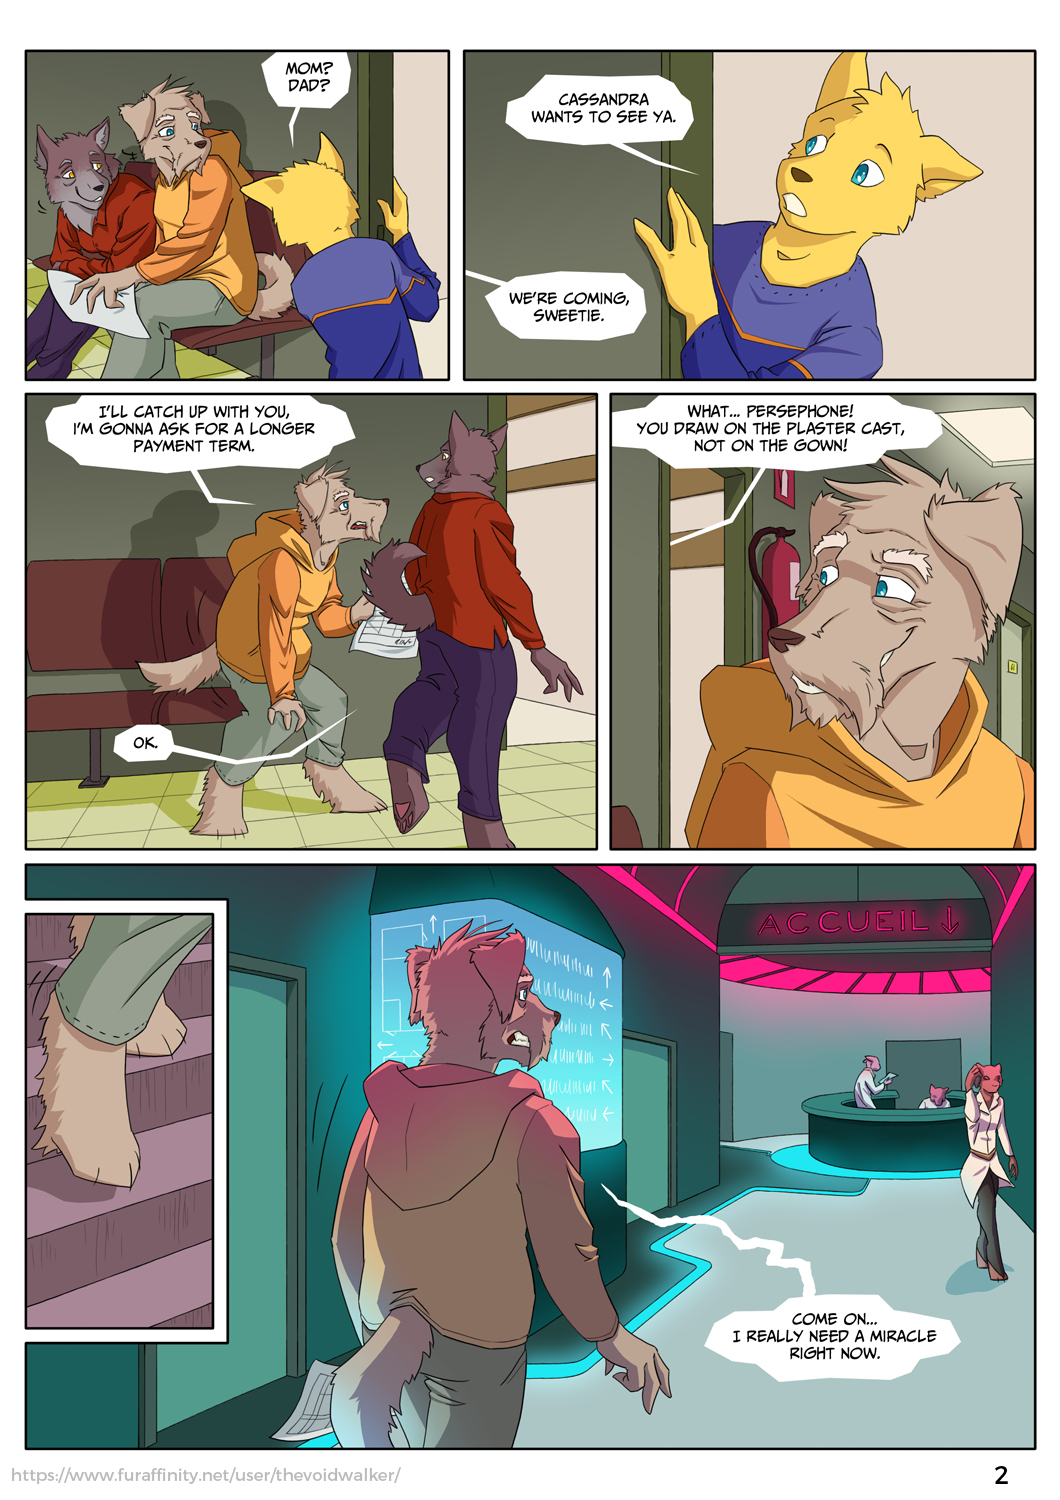 MOM?
DAD?
CASSANDRA
WANTS TO SEE YA.
WE'RE COMING,
SWEETIE.
I'LL CATCH UP WITH YOU,
I'M GONNA ASK FOR A LONGER
PAYMENT TERM.
OK.
WHAT... PERSEPHONE!
YOU DRAW ON THE PLASTER CAST,
NOT ON THE GOWN!
ACCUEIL ↓
COME ON...
I REALLY NEED A MIRACLE
RIGHT NOW.
https://www.furaffinity.net/user/thevoidwalker/
2